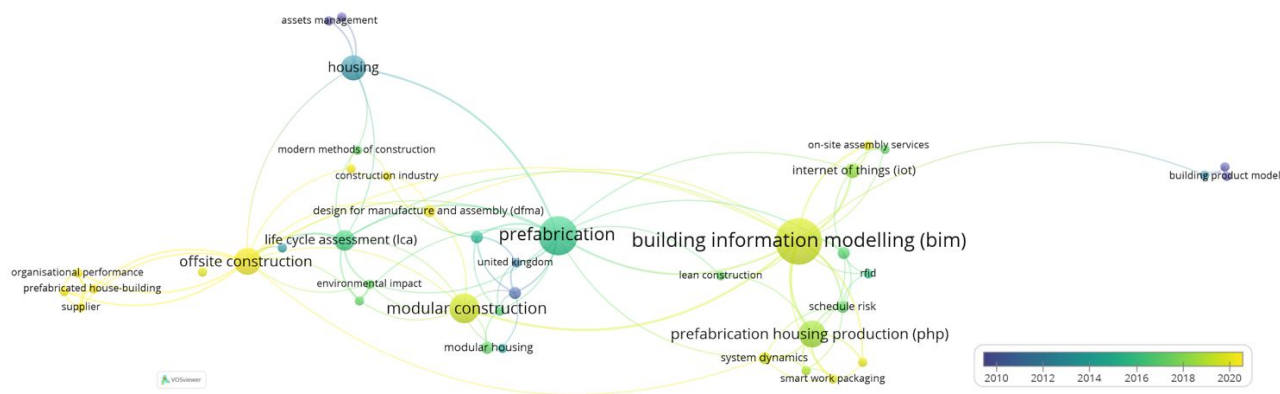 assets management
housing
modern methods of construction
construction industry
design for manufacture and assembly (dfma)
life cycle assessment (lca)
offsite construction
organisational performance
prefabricated house-building
supplier
environmental impact
united kingdom
prefabrication
modular construction
modular housing
on-site assembly services
internet of things (iot)
building product model
building information modelling (bim)
lean construction
rfid
schedule risk
prefabrication housing production (php)
system dynamics
smart work packaging
VOSviewer
2010 2012 2014 2016 2018 2020